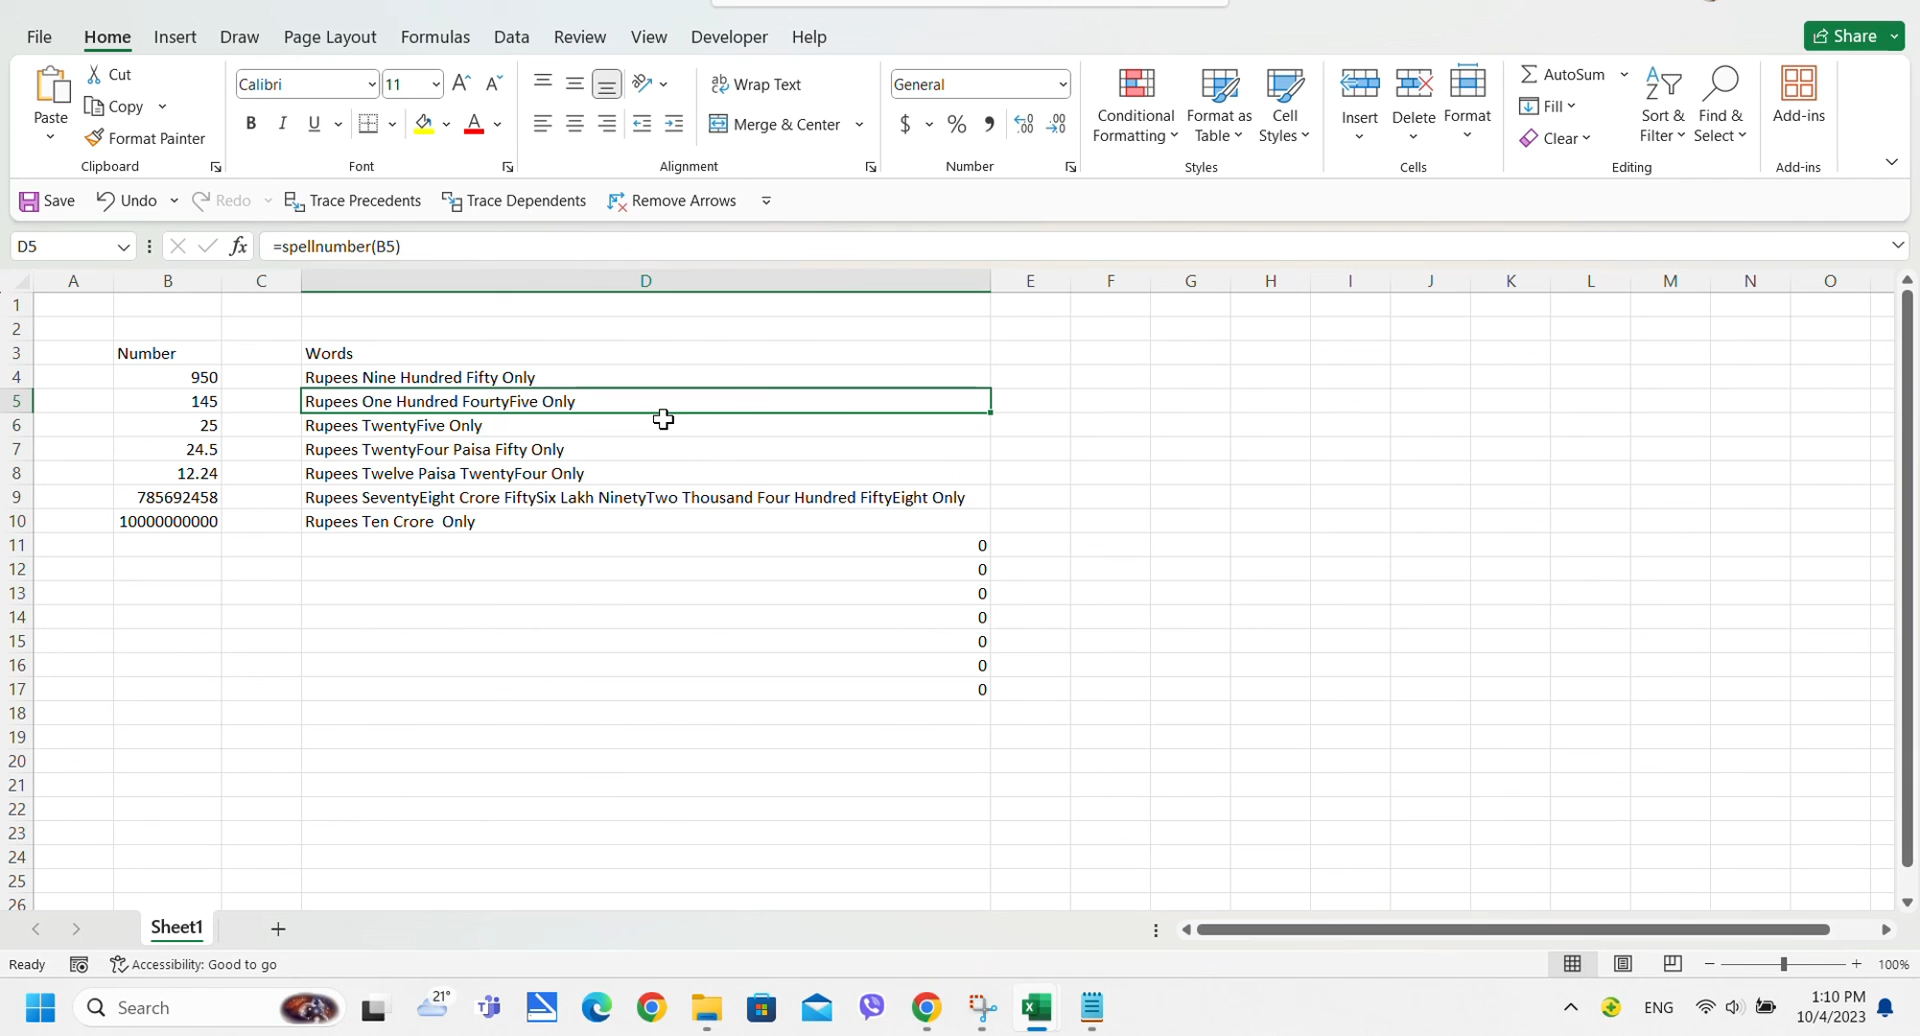 File Home Insert Draw Page Layout Formulas Data Review View Developer Help Share
Paste
Cut
Copy
Format Painter
Clipboard
Calibri 11
B I U
Font
Wrap Text
Merge & Center
Alignment
General
$ % , .00 .00
Number
Conditional Formatting
Format as Table
Cell Styles
Styles
Insert Delete Format
Cells
AutoSum
Fill
Clear
Sort & Filter
Find & Select
Editing
Add-ins
Add-ins
Save Undo Redo Trace Precedents Trace Dependents Remove Arrows
D5 fx =spellnumber(B5)
A B C D E F G H I J K L M N O
1
2
3 Number Words
4 950 Rupees Nine Hundred Fifty Only
5 145 Rupees One Hundred FourtyFive Only
6 25 Rupees TwentyFive Only
7 24.5 Rupees TwentyFour Paisa Fifty Only
8 12.24 Rupees Twelve Paisa TwentyFour Only
9 785692458 Rupees SeventyEight Crore FiftySix Lakh NinetyTwo Thousand Four Hundred FiftyEight Only
10 10000000000 Rupees Ten Crore Only
11 0
12 0
13 0
14 0
15 0
16 0
17 0
18
19
20
21
22
23
24
25
26
Sheet1
Ready Accessibility: Good to go 100%
Search 21° ENG 1:10 PM
10/4/2023